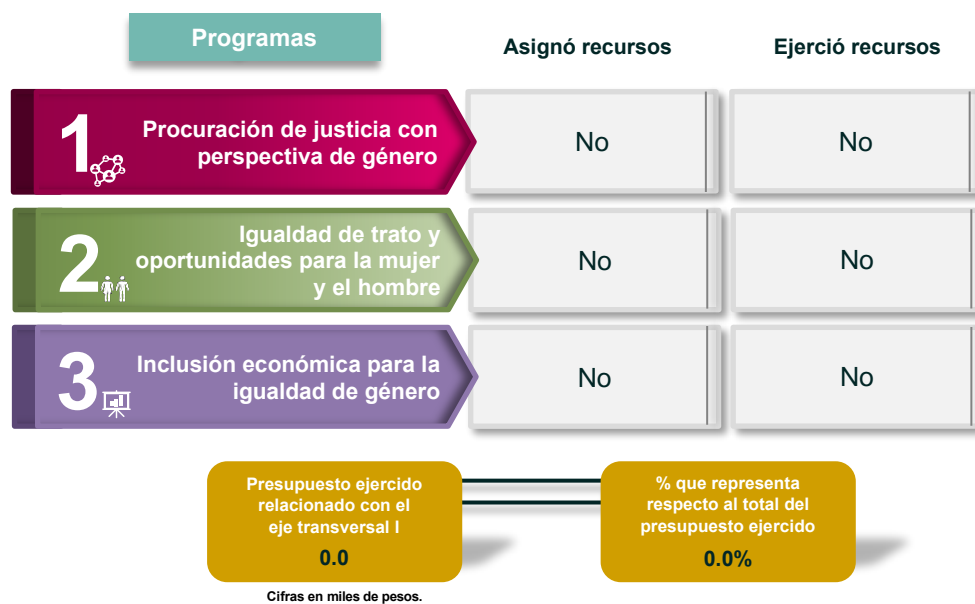 Programas
Asignó recursos
Ejerció recursos
1
Procuración de justicia con
perspectiva de género
No
No
2
Igualdad de trato y
oportunidades para la mujer
y el hombre
No
No
3
Inclusión económica para la
igualdad de género
No
No
Presupuesto ejercido
relacionado con el
eje transversal I
0.0
% que representa
respecto al total del
presupuesto ejercido
0.0%
Cifras en miles de pesos.